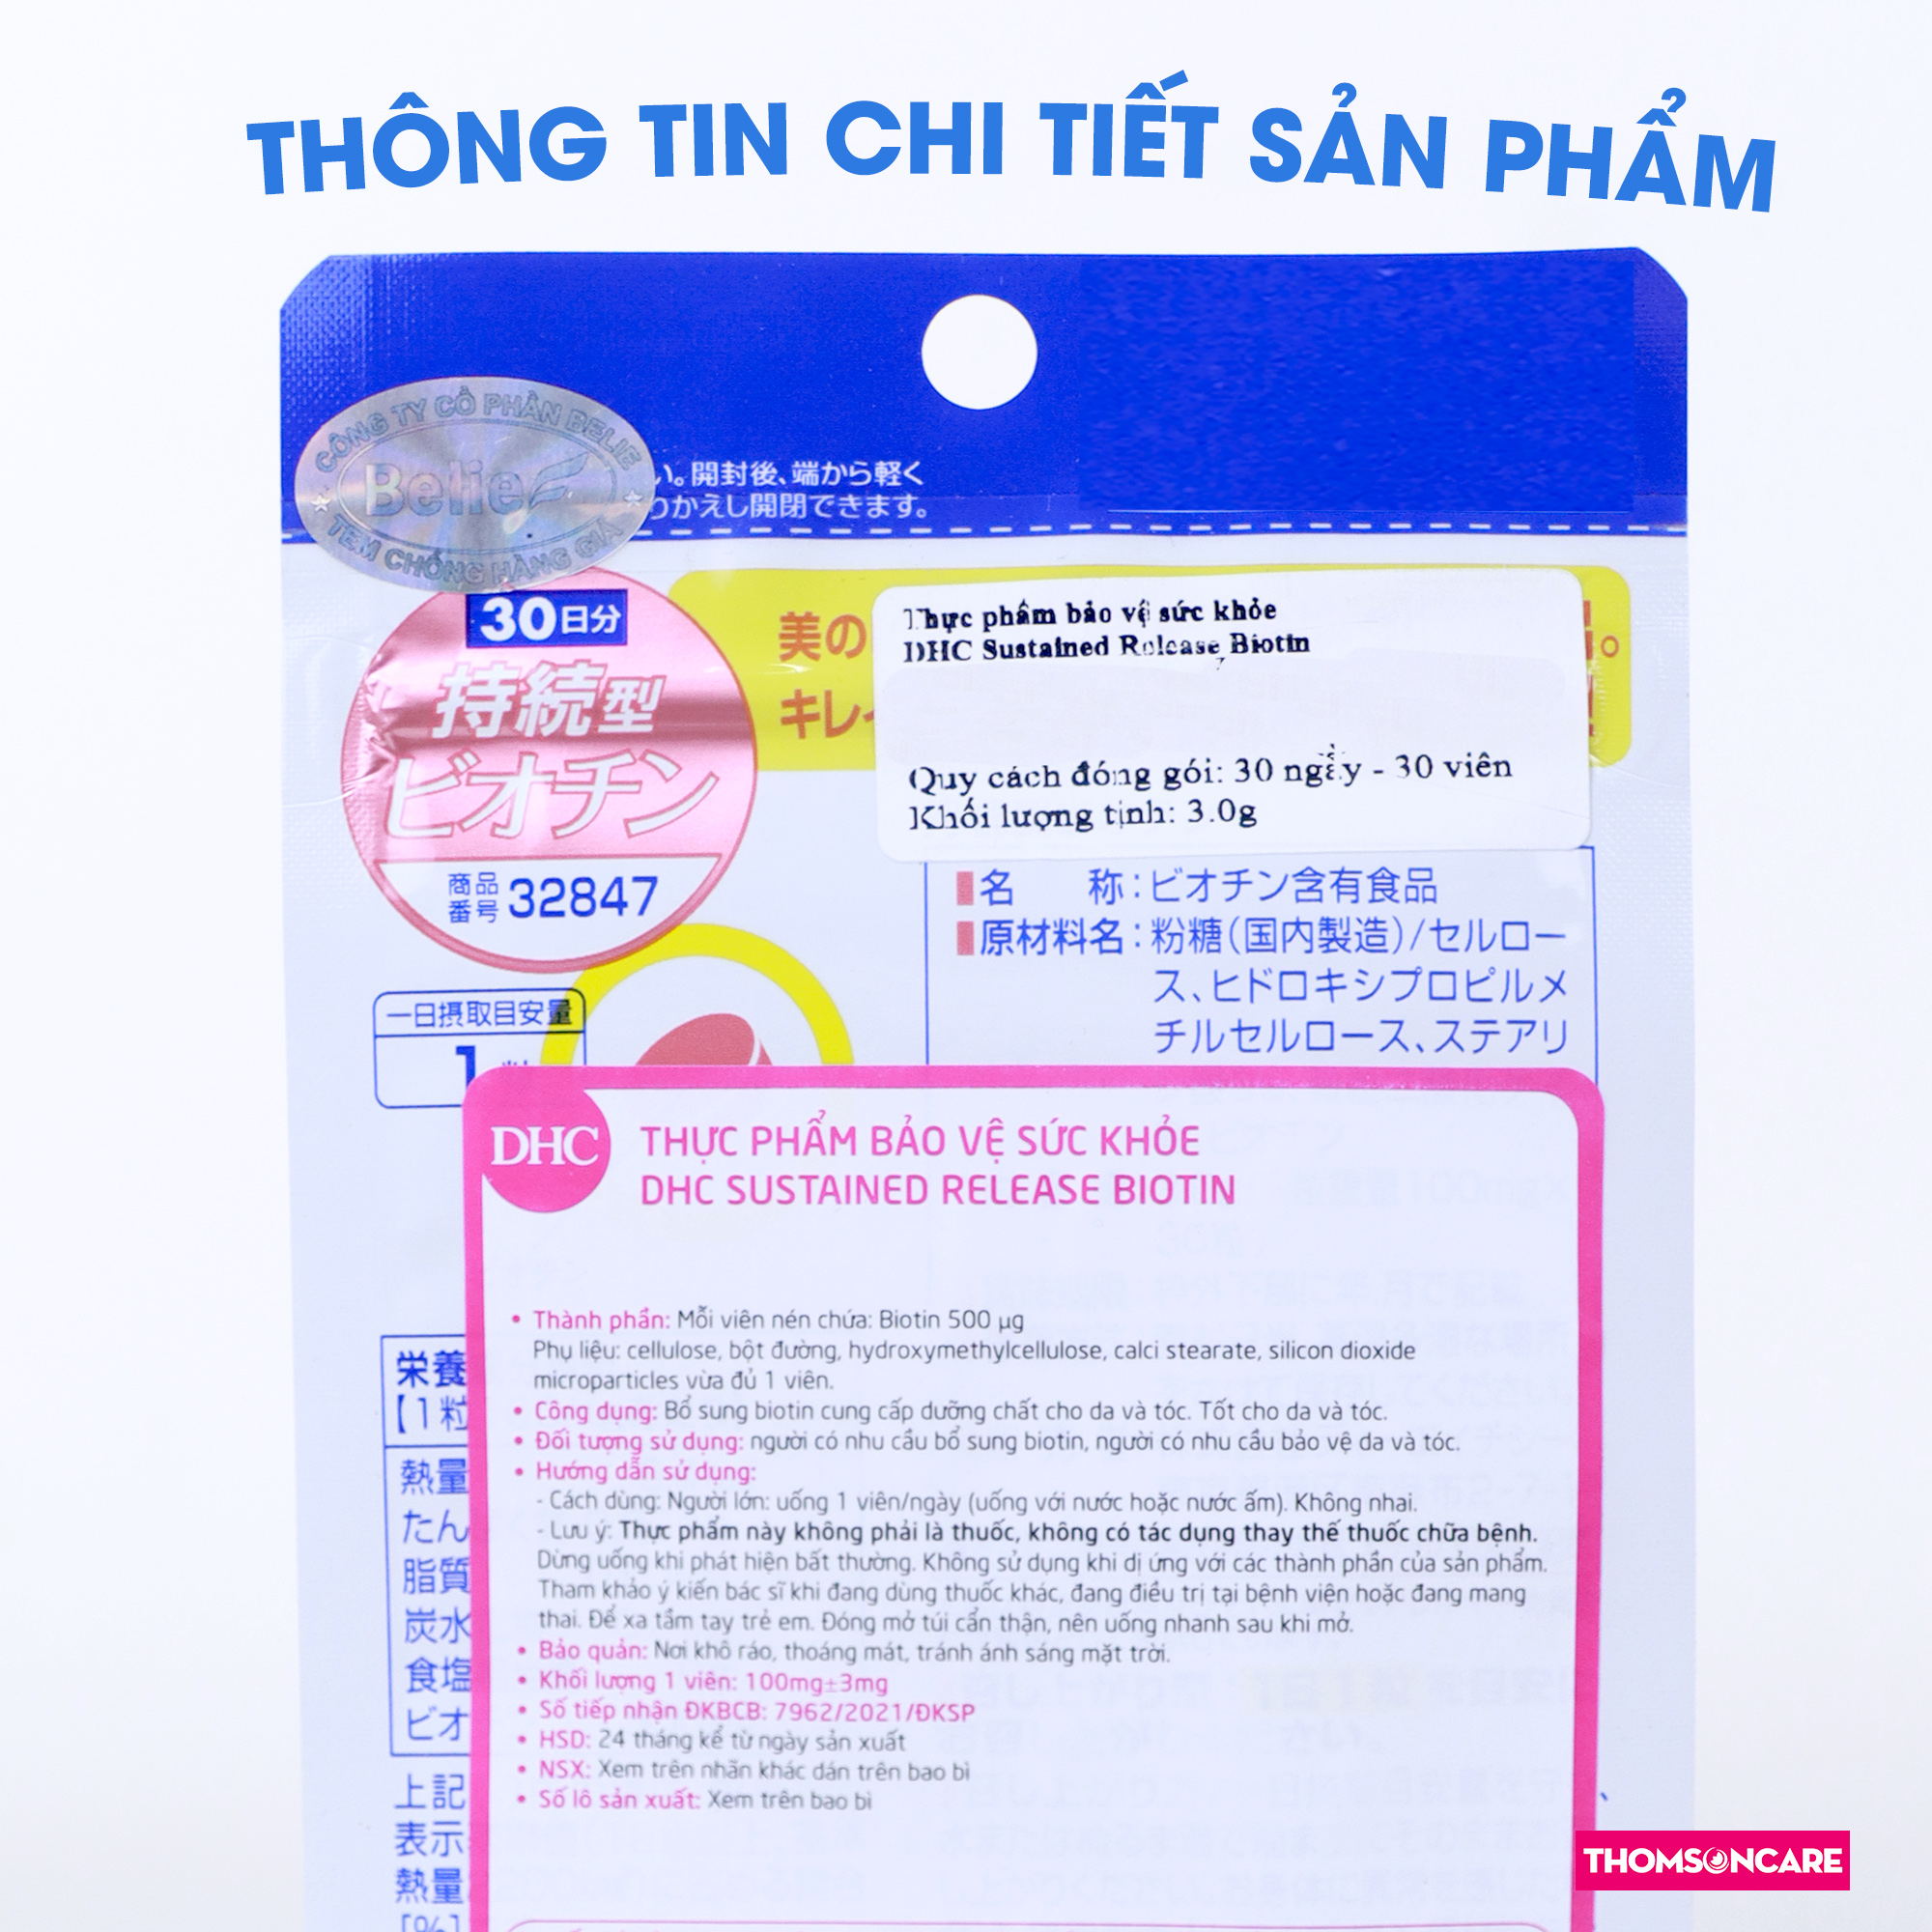 THÔNG TIN CHI TIẾT SẢN PHẨM
CÔNG TY CỔ PHẦN BELIE
Belie
TEM CHỐNG HÀNG GIẢ
い。開封後、端から軽く
りかえし開閉できます。
30日分
持続型
ビオチン
商品番号 32847
美の
キレイ
Thực phẩm bảo vệ sức khỏe
DHC Sustained Release Biotin
Quy cách đóng gói: 30 ngày - 30 viên
Khối lượng tịnh: 3.0g
■名　　称：ビオチン含有食品
■原材料名：粉糖（国内製造）/セルロー
ス、ヒドロキシプロピルメ
チルセルロース、ステアリ
一日摂取目安量
1
DHC
THỰC PHẨM BẢO VỆ SỨC KHỎE
DHC SUSTAINED RELEASE BIOTIN
• Thành phần: Mỗi viên nén chứa: Biotin 500 µg
Phụ liệu: cellulose, bột đường, hydroxymethylcellulose, calci stearate, silicon dioxide
microparticles vừa đủ 1 viên.
• Công dụng: Bổ sung biotin cung cấp dưỡng chất cho da và tóc. Tốt cho da và tóc.
• Đối tượng sử dụng: người có nhu cầu bổ sung biotin, người có nhu cầu bảo vệ da và tóc.
• Hướng dẫn sử dụng:
- Cách dùng: Người lớn: uống 1 viên/ngày (uống với nước hoặc nước ấm). Không nhai.
- Lưu ý: Thực phẩm này không phải là thuốc, không có tác dụng thay thế thuốc chữa bệnh.
Dừng uống khi phát hiện bất thường. Không sử dụng khi dị ứng với các thành phần của sản phẩm.
Tham khảo ý kiến bác sĩ khi đang dùng thuốc khác, đang điều trị tại bệnh viện hoặc đang mang
thai. Để xa tầm tay trẻ em. Đóng mở túi cẩn thận, nên uống nhanh sau khi mở.
• Bảo quản: Nơi khô ráo, thoáng mát, tránh ánh sáng mặt trời.
• Khối lượng 1 viên: 100mg±3mg
• Số tiếp nhận ĐKBCB: 7962/2021/ĐKSP
• HSD: 24 tháng kể từ ngày sản xuất
• NSX: Xem trên nhãn khác dán trên bao bì
• Số lô sản xuất: Xem trên bao bì
栄養
【1粒
熱量
たん
脂質
炭水
食塩
ビオ
上記
表示
熱量
[%]
THOMSONCARE